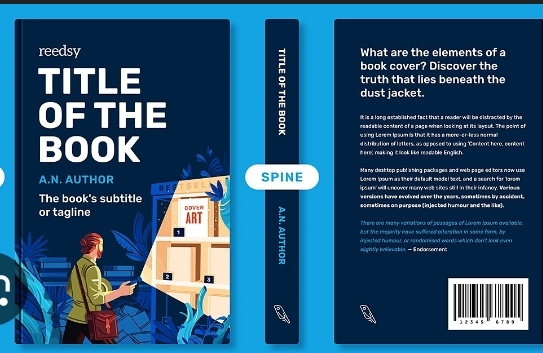 reedsy
TITLE
OF THE
BOOK
A.N. AUTHOR
The book's subtitle
or tagline
BESTSEL
COVER
ART
1
2
3
TITLE OF THE BOOK
SPINE
A.N. AUTHOR
What are the elements of a
book cover? Discover the
truth that lies beneath the
dust jacket.
It is a long established fact that a reader will be distracted by the
readable content of a page when looking at its layout. The point of
using Lorem Ipsum is that it has a more-or-less normal
distribution of letters, as opposed to using 'Content here, content
here', making it look like readable English.
Many desktop publishing packages and web page editors now use
Lorem Ipsum as their default model text, and a search for 'lorem
ipsum' will uncover many web sites still in their infancy. Various
versions have evolved over the years, sometimes by accident,
sometimes on purpose (injected humour and the like).
There are many variations of passages of Lorem Ipsum available,
but the majority have suffered alteration in some form, by
injected humour, or randomised words which don't look even
slightly believable. — Endorsement
12345 6789